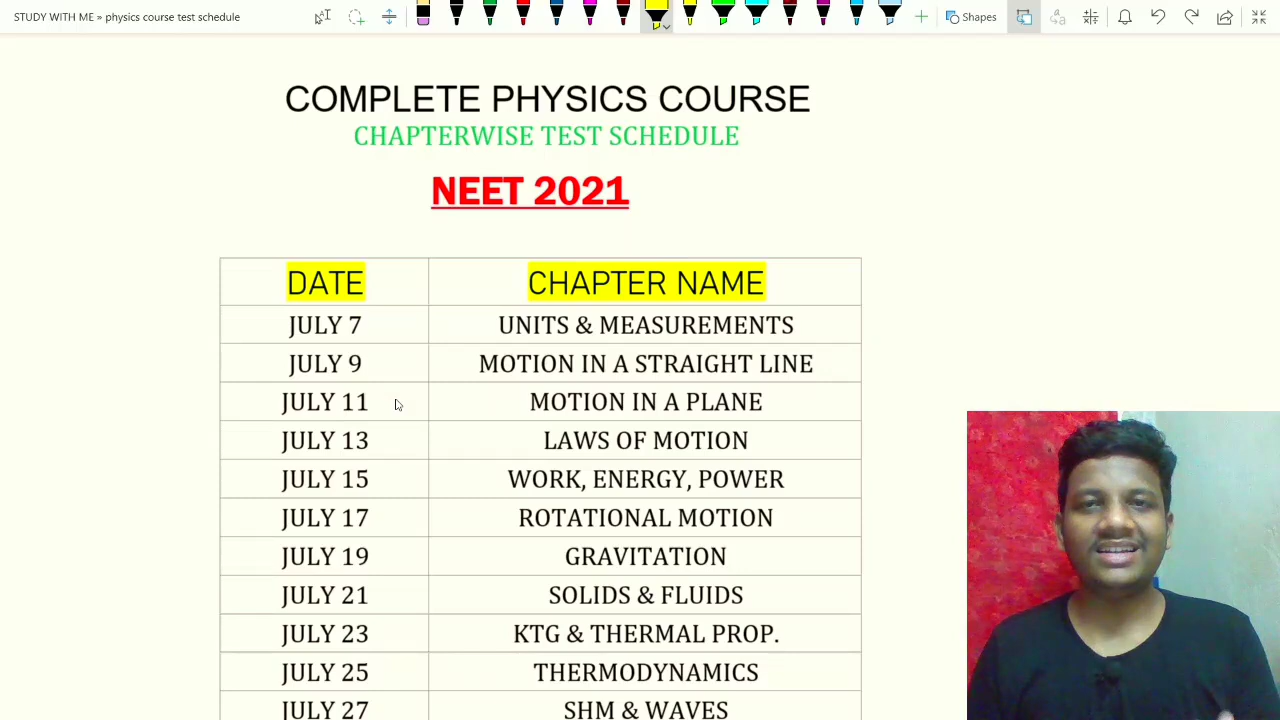 STUDY WITH ME » physics course test schedule
Shapes
COMPLETE PHYSICS COURSE
CHAPTERWISE TEST SCHEDULE
NEET 2021
DATE CHAPTER NAME
JULY 7 UNITS & MEASUREMENTS
JULY 9 MOTION IN A STRAIGHT LINE
JULY 11 MOTION IN A PLANE
JULY 13 LAWS OF MOTION
JULY 15 WORK, ENERGY, POWER
JULY 17 ROTATIONAL MOTION
JULY 19 GRAVITATION
JULY 21 SOLIDS & FLUIDS
JULY 23 KTG & THERMAL PROP.
JULY 25 THERMODYNAMICS
JULY 27 SHM & WAVES